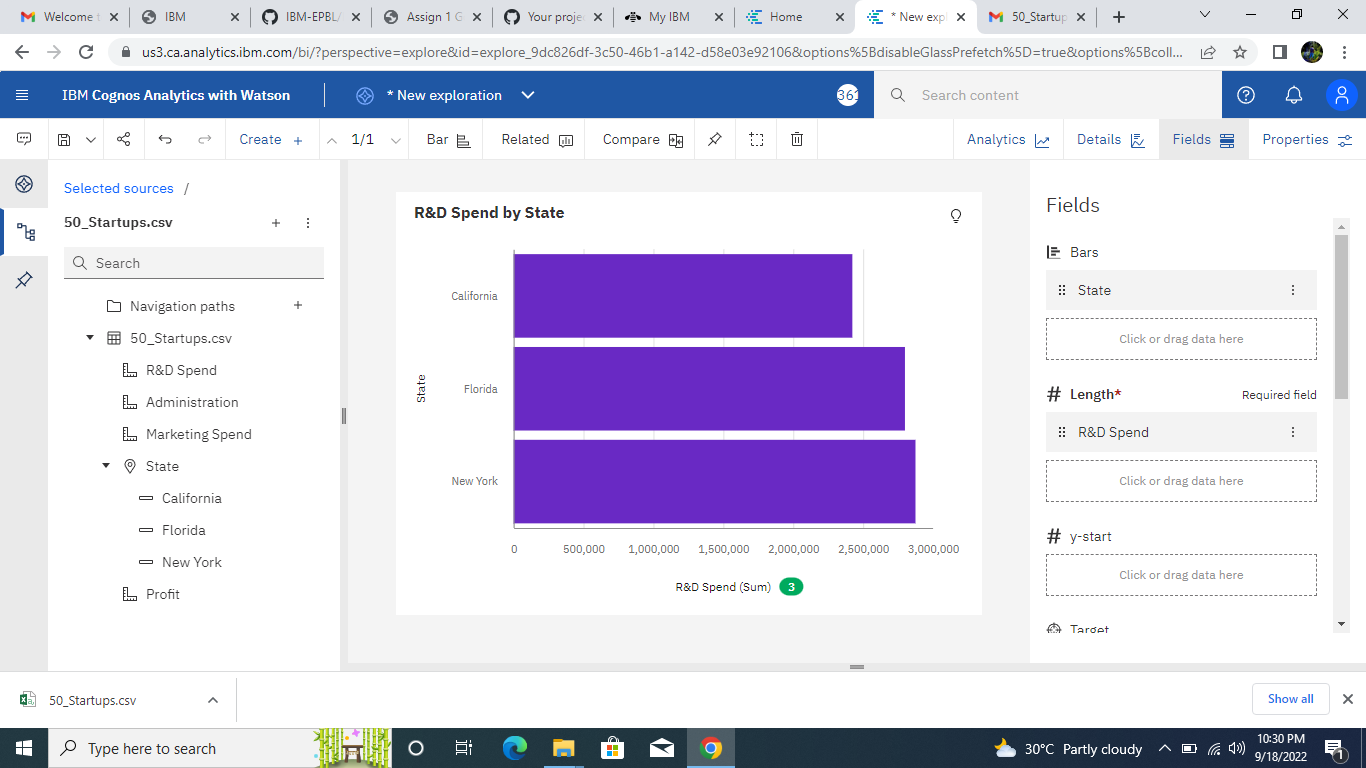 Welcome t
IBM
IBM-EPBL/
Assign 1 G
Your proje
My IBM
Home
* New expl
50_Startup
us3.ca.analytics.ibm.com/bi/?perspective=explore&id=explore_9dc826df-3c50-46b1-a142-d58e03e92106&options%5BdisableGlassPrefetch%5D=true&options%5Bcoll...
IBM Cognos Analytics with Watson
* New exploration
361
Search content
Create +
1/1
Bar
Related
Compare
Analytics
Details
Fields
Properties
Selected sources /
50_Startups.csv
Search
Navigation paths
50_Startups.csv
R&D Spend
Administration
Marketing Spend
State
California
Florida
New York
Profit
R&D Spend by State
State
California
Florida
New York
0
500,000
1,000,000
1,500,000
2,000,000
2,500,000
3,000,000
R&D Spend (Sum) 3
Fields
Bars
State
Click or drag data here
# Length*
Required field
R&D Spend
Click or drag data here
# y-start
Click or drag data here
Target
50_Startups.csv
Show all
Type here to search
30°C Partly cloudy
10:30 PM
9/18/2022
1